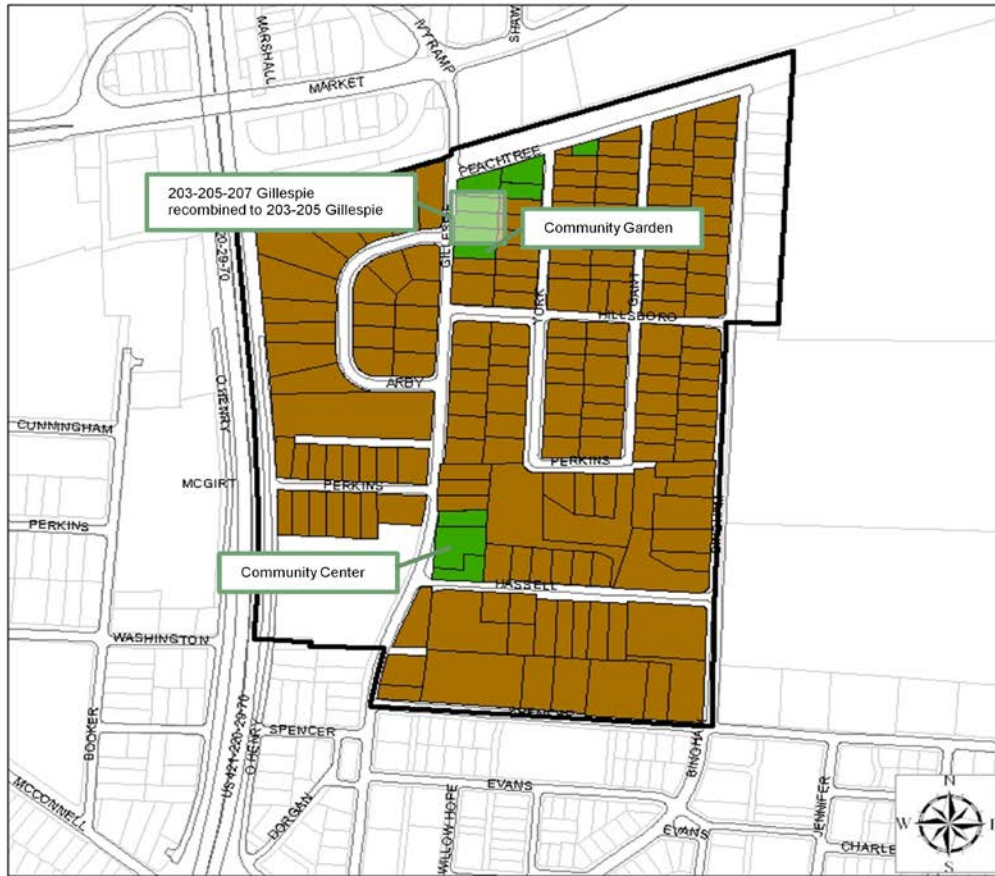 MARSHALL
IVY RAMP
SHAW
MARKET
PEACHTREE
203-205-207 Gillespie
recombined to 203-205 Gillespie
Community Garden
YORK
GANT
HILLSBORO
ARBY
O HENRY
CUNNINGHAM
MCGIRT
PERKINS
PERKINS
PERKINS
BINGHAM
Community Center
HASSELL
WASHINGTON
US 421-220-29-70
O HENRY
BOOKER
SPENCER
EVANS
WILLOW HOPE
DORGAN
MCCONNELL
EVANS
JENNIFER
CHARLE
N
W
E
S